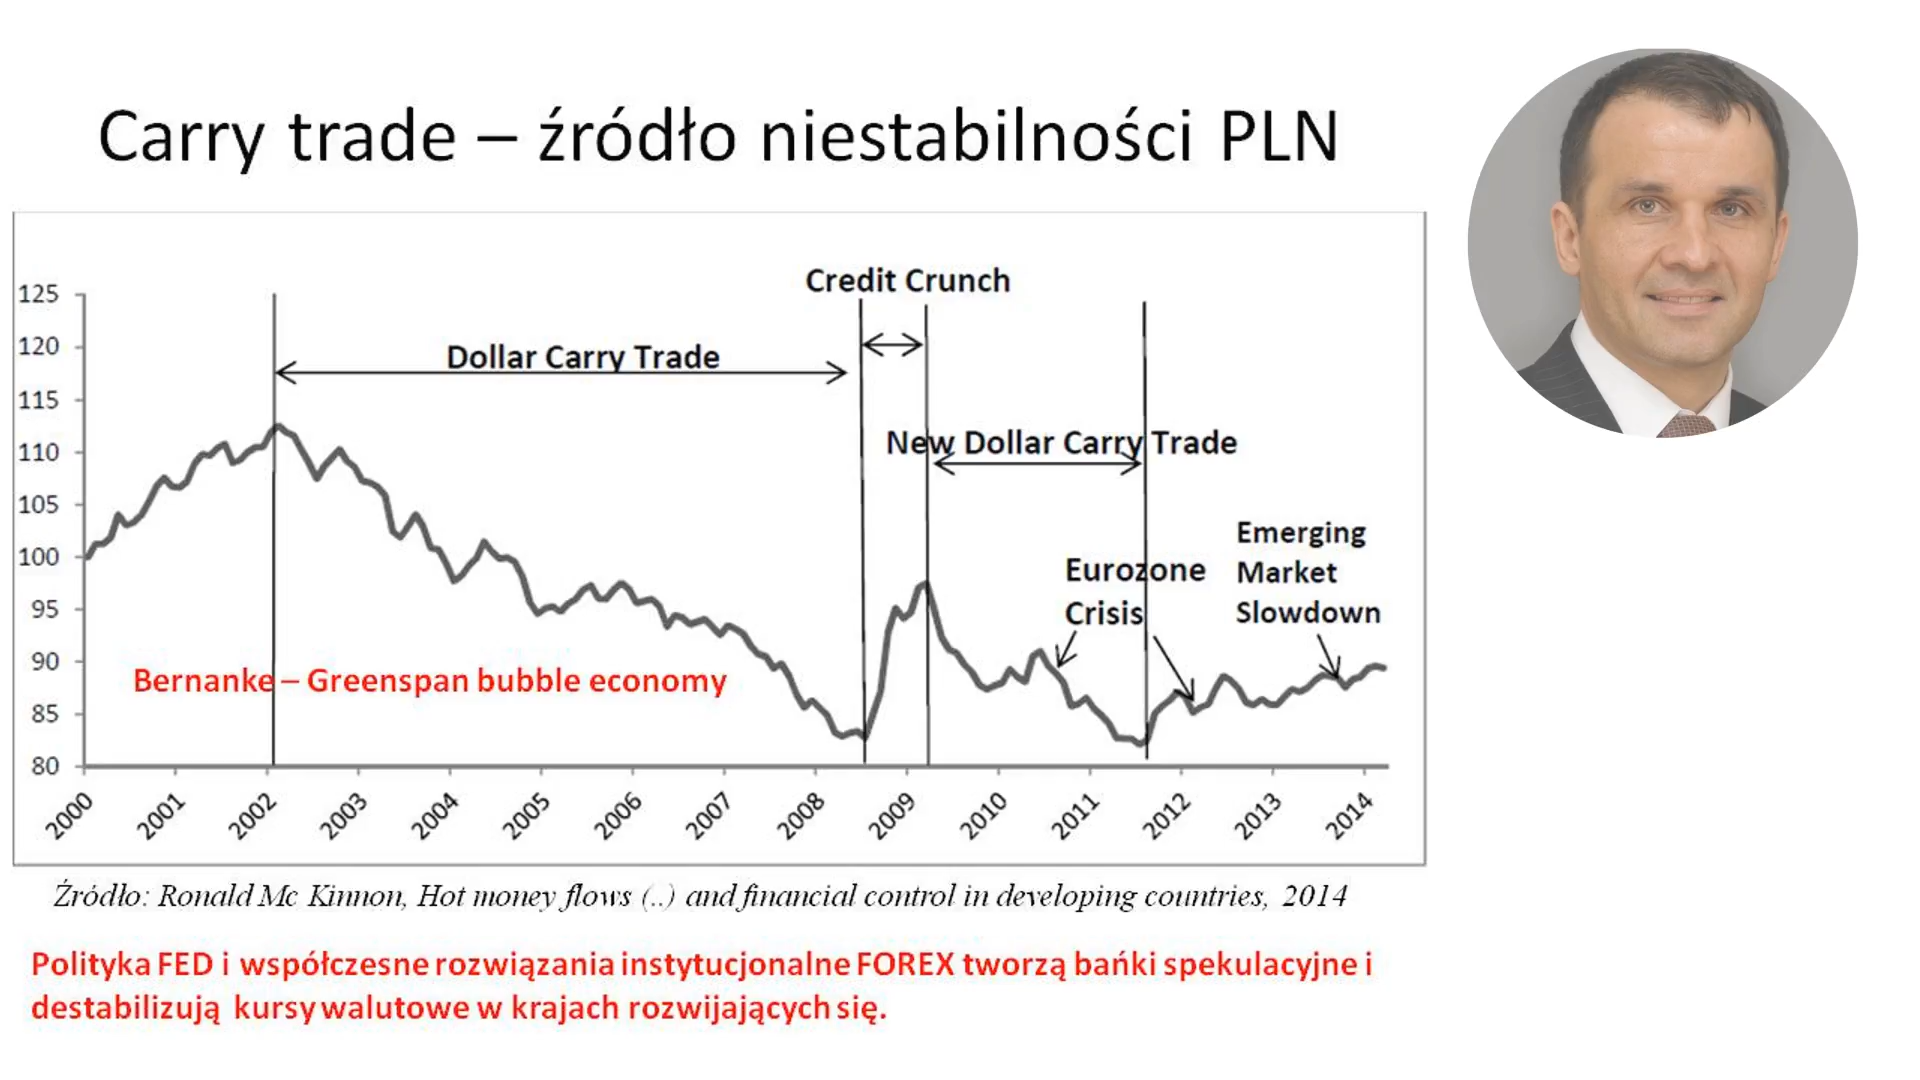 Carry trade – źródło niestabilności PLN
Credit Crunch
Dollar Carry Trade
New Dollar Carry Trade
Eurozone
Crisis
Emerging
Market
Slowdown
Bernanke – Greenspan bubble economy
125
120
115
110
105
100
95
90
85
80
2000
2001
2002
2003
2004
2005
2006
2007
2008
2009
2010
2011
2012
2013
2014
Źródło: Ronald Mc Kinnon, Hot money flows (..) and financial control in developing countries, 2014
Polityka FED i współczesne rozwiązania instytucjonalne FOREX tworzą bańki spekulacyjne i
destabilizują kursy walutowe w krajach rozwijających się.